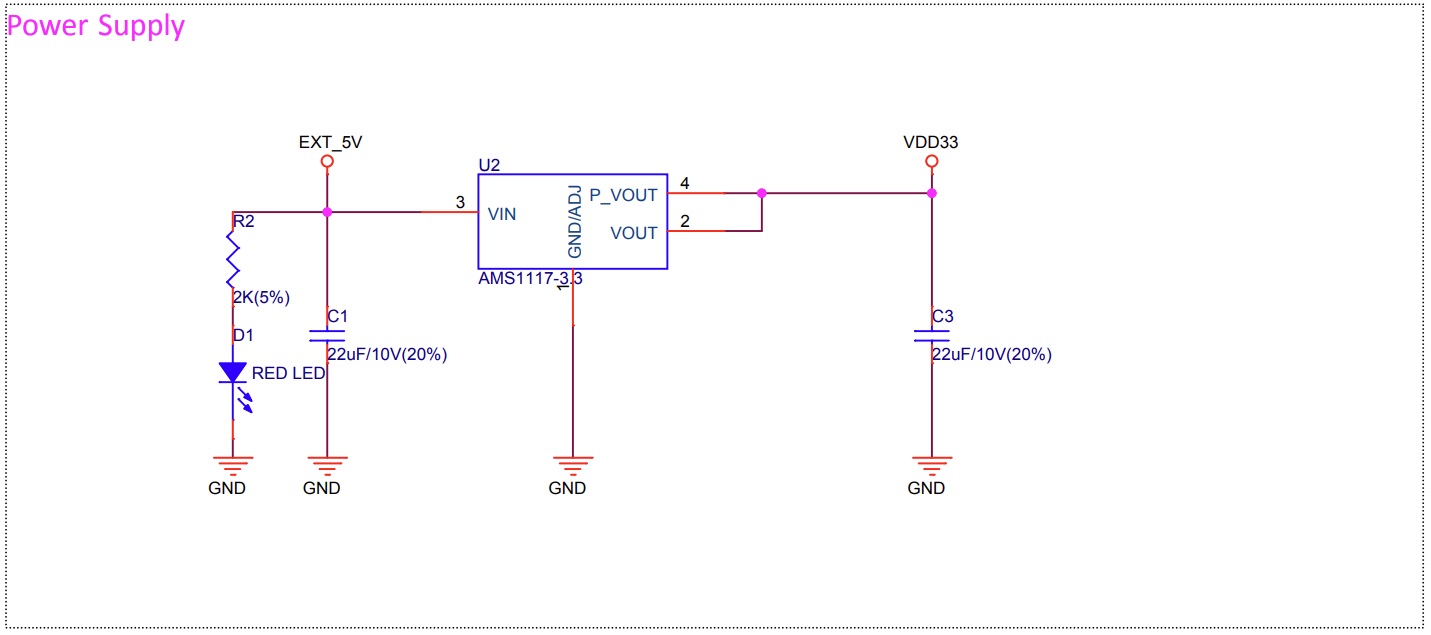 Power Supply
EXT_5V
VDD33
U2
4
P_VOUT
3
VIN
GND/ADJ
2
VOUT
R2
AMS1117-3.3
1
2K(5%)
C1
C3
D1
22uF/10V(20%)
22uF/10V(20%)
RED LED
GND
GND
GND
GND